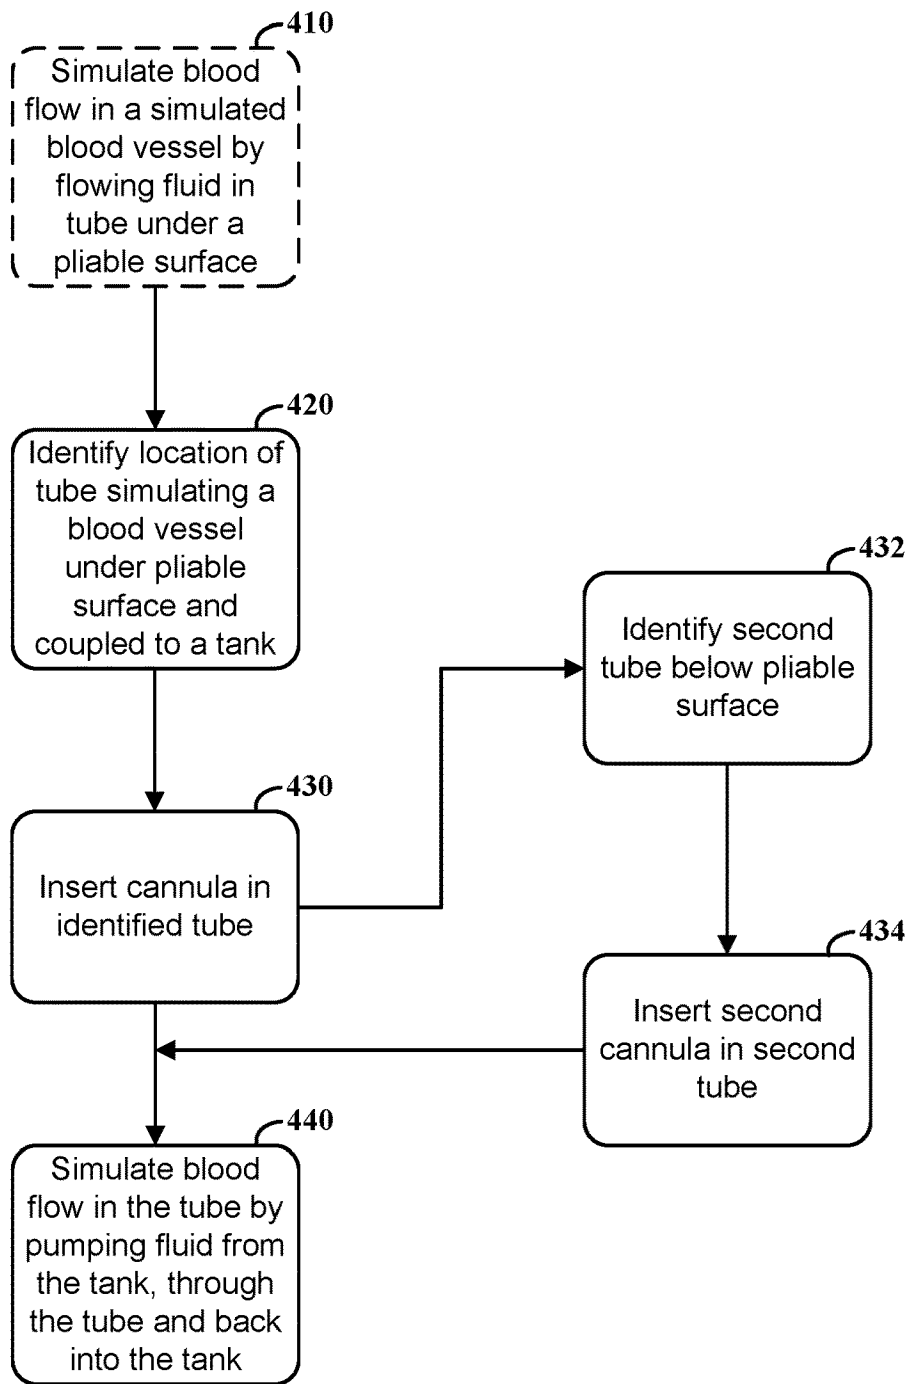 410
Simulate blood
flow in a simulated
blood vessel by
flowing fluid in
tube under a
pliable surface
420
Identify location of
tube simulating a
blood vessel
under pliable
surface and
coupled to a tank
430
Insert cannula in
identified tube
432
Identify second
tube below pliable
surface
434
Insert second
cannula in second
tube
440
Simulate blood
flow in the tube by
pumping fluid from
the tank, through
the tube and back
into the tank